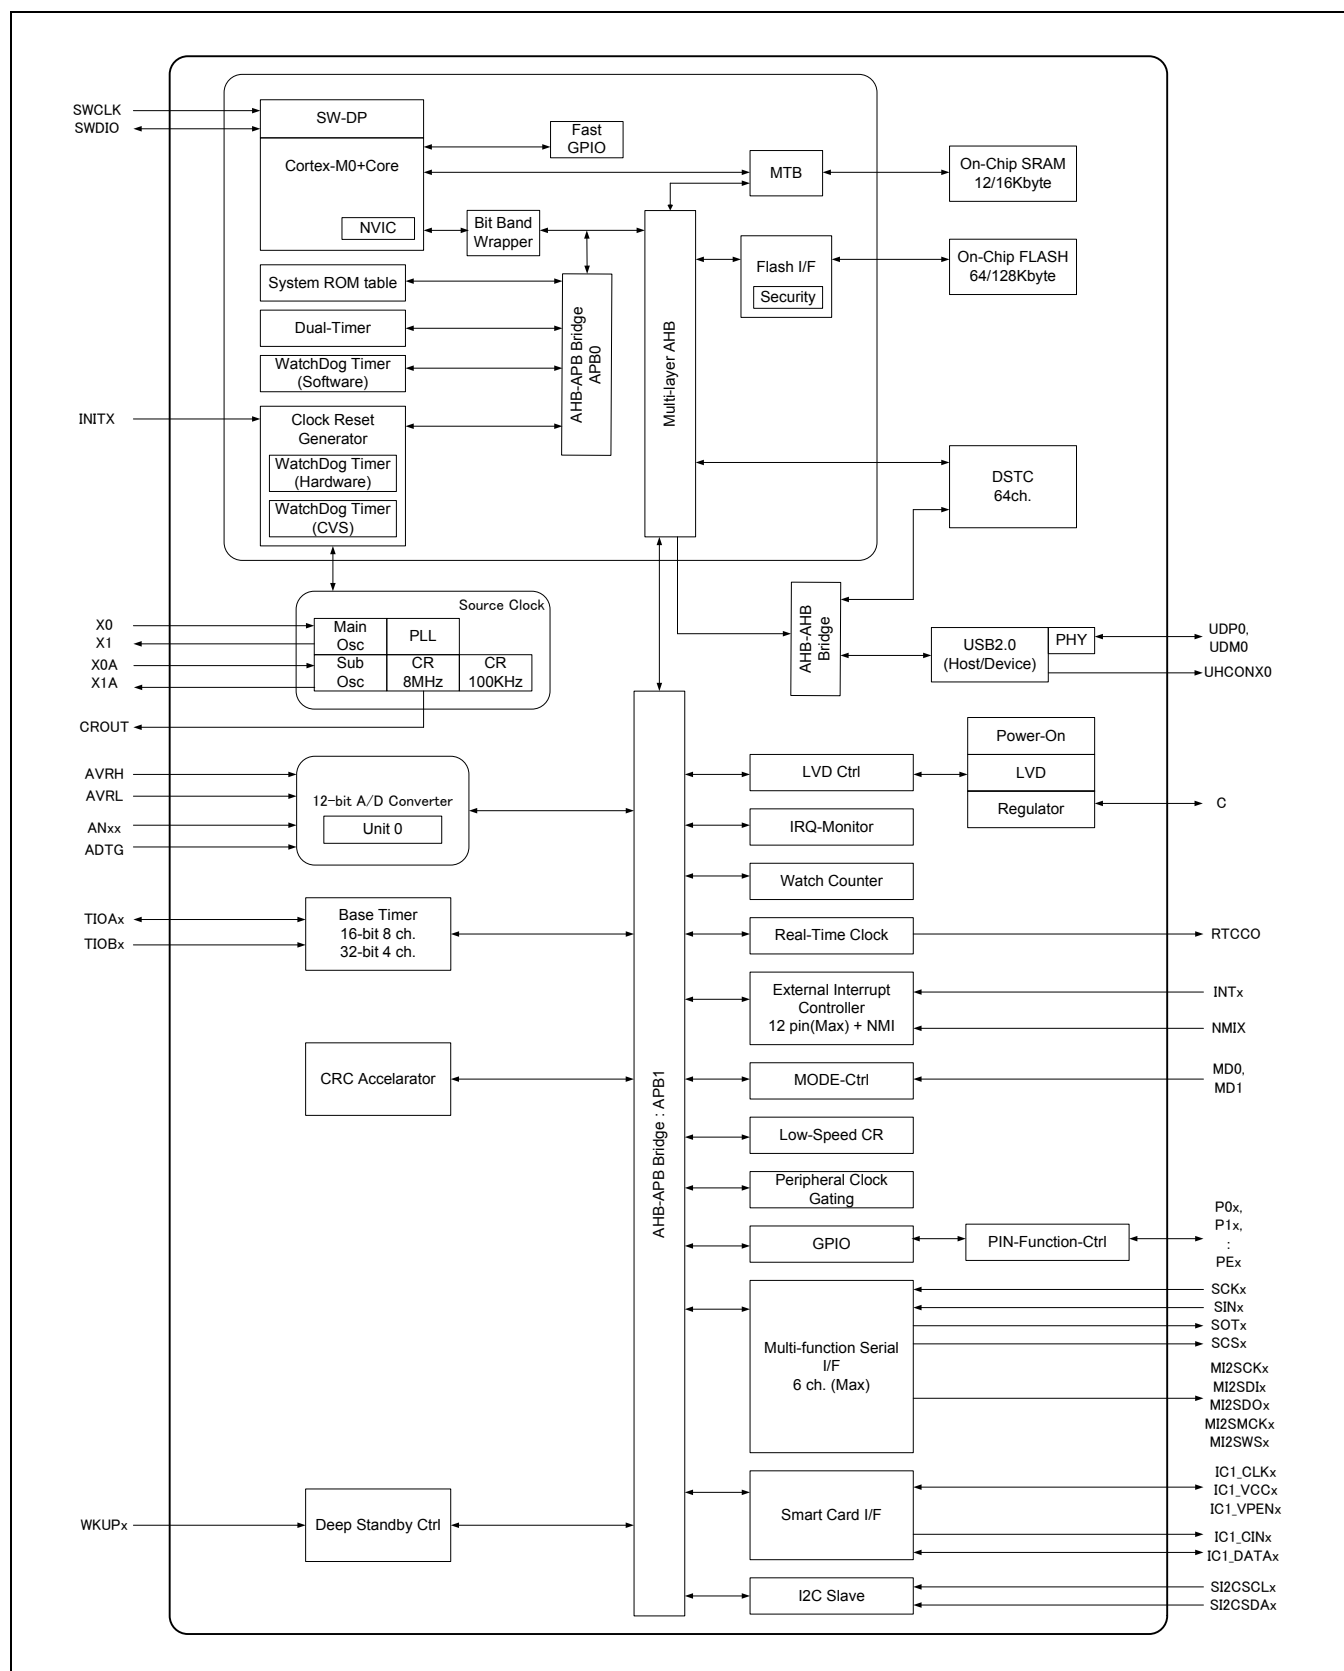 SWCLK
SWDIO
SW-DP
Cortex-M0+Core
NVIC
Fast
GPIO
Bit Band
Wrapper
MTB
On-Chip SRAM
12/16Kbyte
Flash I/F
Security
On-Chip FLASH
64/128Kbyte
System ROM table
Dual-Timer
WatchDog Timer
(Software)
AHB-APB Bridge
APB0
Multi-layer AHB
INITX
Clock Reset
Generator
WatchDog Timer
(Hardware)
WatchDog Timer
(CVS)
DSTC
64ch.
Source Clock
X0
X1
X0A
X1A
Main
Osc
PLL
Sub
Osc
CR
8MHz
CR
100KHz
CROUT
AHB-AHB
Bridge
USB2.0
(Host/Device)
PHY
UDP0,
UDM0
UHCONX0
AVRH
AVRL
ANxx
ADTG
12-bit A/D Converter
Unit 0
AHB-APB Bridge : APB1
LVD Ctrl
Power-On
LVD
Regulator
C
IRQ-Monitor
Watch Counter
TIOAx
TIOBx
Base Timer
16-bit 8 ch.
32-bit 4 ch.
Real-Time Clock
RTCCO
External Interrupt
Controller
12 pin(Max) + NMI
INTx
NMIX
CRC Accelarator
MODE-Ctrl
MD0,
MD1
Low-Speed CR
Peripheral Clock
Gating
GPIO
PIN-Function-Ctrl
P0x,
P1x,
:
PEx
Multi-function Serial
I/F
6 ch. (Max)
SCKx
SINx
SOTx
SCSx
MI2SCKx
MI2SDIx
MI2SDOx
MI2SMCKx
MI2SWSx
WKUPx
Deep Standby Ctrl
Smart Card I/F
IC1_CLKx
IC1_VCCx
IC1_VPENx
IC1_CINx
IC1_DATAx
I2C Slave
SI2CSCLx
SI2CSDAx